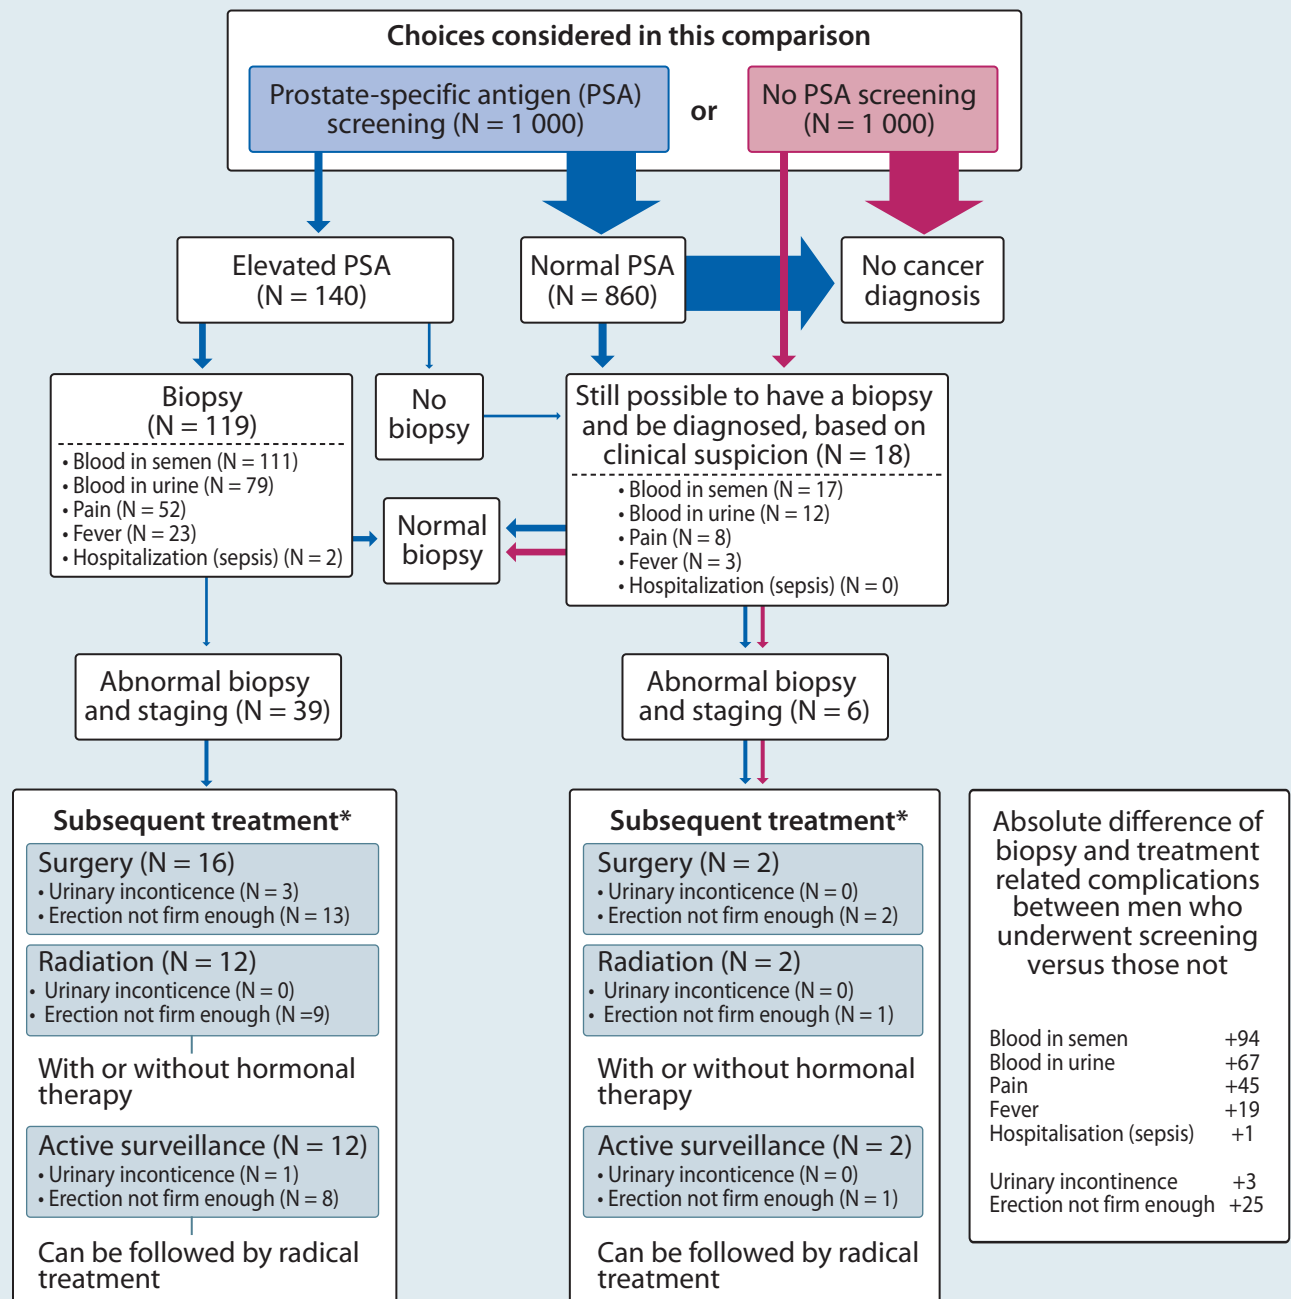 Choices considered in this comparison
Prostate-specific antigen (PSA)
screening (N = 1 000)
or
No PSA screening
(N = 1 000)
Elevated PSA
(N = 140)
Normal PSA
(N = 860)
No cancer
diagnosis
Biopsy
(N = 119)
• Blood in semen (N = 111)
• Blood in urine (N = 79)
• Pain (N = 52)
• Fever (N = 23)
• Hospitalization (sepsis) (N = 2)
No
biopsy
Still possible to have a biopsy
and be diagnosed, based on
clinical suspicion (N = 18)
• Blood in semen (N = 17)
• Blood in urine (N = 12)
• Pain (N = 8)
• Fever (N = 3)
• Hospitalization (sepsis) (N = 0)
Normal
biopsy
Abnormal biopsy
and staging (N = 39)
Abnormal biopsy
and staging (N = 6)
Subsequent treatment*
Surgery (N = 16)
• Urinary inconticence (N = 3)
• Erection not firm enough (N = 13)
Radiation (N = 12)
• Urinary inconticence (N = 0)
• Erection not firm enough (N =9)
With or without hormonal
therapy
Active surveillance (N = 12)
• Urinary inconticence (N = 1)
• Erection not firm enough (N = 8)
Can be followed by radical
treatment
Subsequent treatment*
Surgery (N = 2)
• Urinary inconticence (N = 0)
• Erection not firm enough (N = 2)
Radiation (N = 2)
• Urinary inconticence (N = 0)
• Erection not firm enough (N = 1)
With or without hormonal
therapy
Active surveillance (N = 2)
• Urinary inconticence (N = 0)
• Erection not firm enough (N = 1)
Can be followed by radical
treatment
Absolute difference of
biopsy and treatment
related complications
between men who
underwent screening
versus those not
Blood in semen +94
Blood in urine +67
Pain +45
Fever +19
Hospitalisation (sepsis) +1
Urinary incontinence +3
Erection not firm enough +25